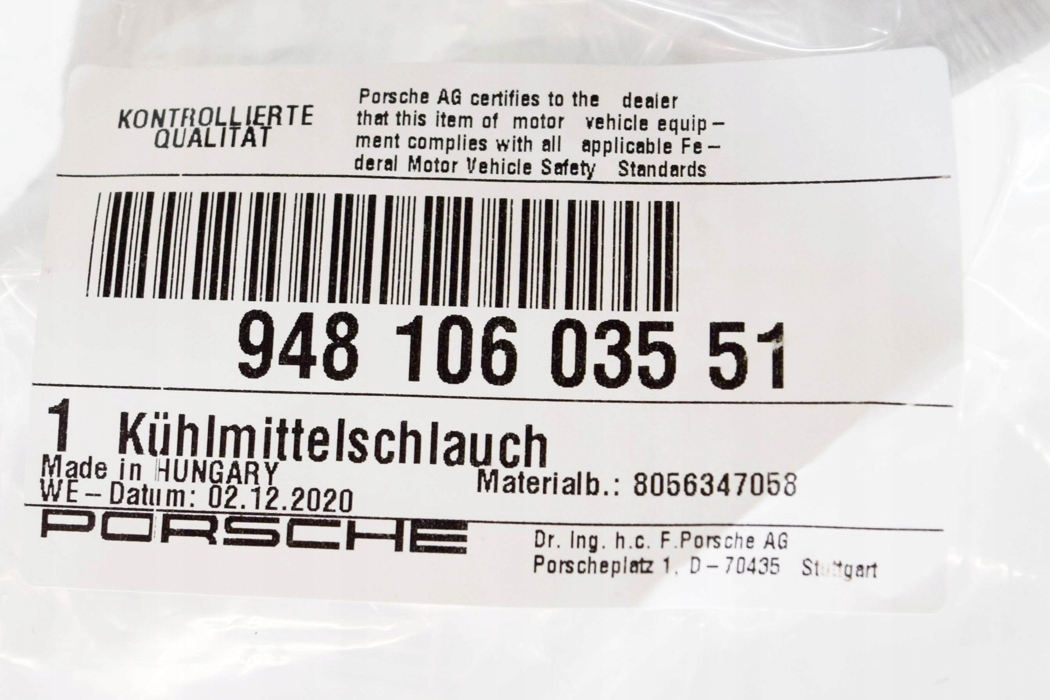 KONTROLLIERTE
QUALITÄT
Porsche AG certifies to the dealer
that this item of motor vehicle equip-
ment complies with all applicable Fe-
deral Motor Vehicle Safety Standards
948 106 035 51
1 Kühlmittelschlauch
Made in HUNGARY
WE-Datum: 02.12.2020
Materialb.: 8056347058
PORSCHE
Dr. Ing. h.c. F.Porsche AG
Porscheplatz 1, D-70435 Stuttgart